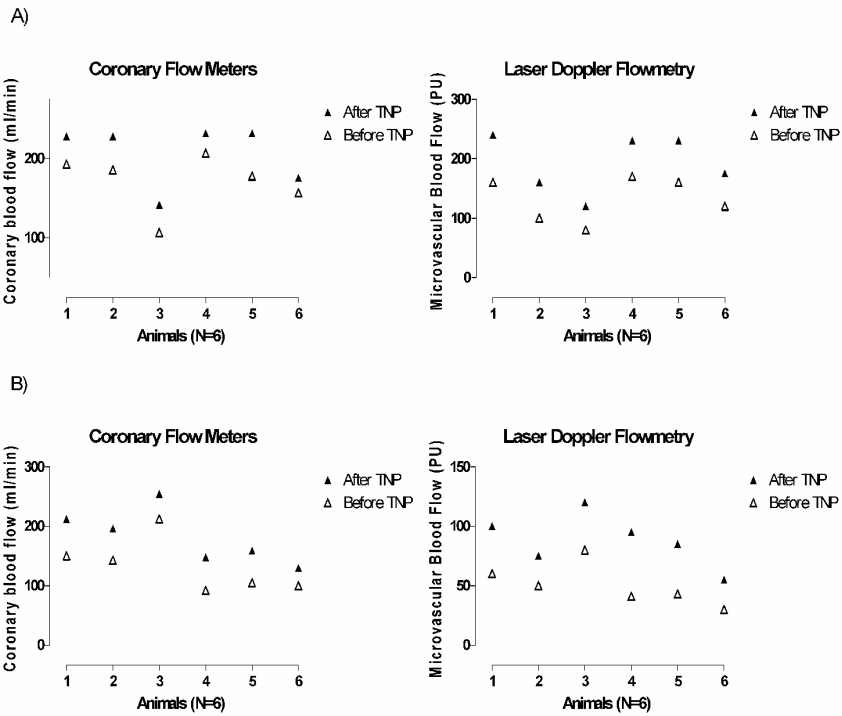 A)
Coronary Flow Meters
Coronary blood flow (ml/min)
200
100
1 2 3 4 5 6
Animals (N=6)
▲ After TNP
△ Before TNP
Laser Doppler Flowmetry
Microvascular Blood Flow (PU)
300
200
100
0
1 2 3 4 5 6
Animals (N=6)
▲ After TNP
△ Before TNP
B)
Coronary Flow Meters
Coronary blood flow (ml/min)
300
200
100
0
1 2 3 4 5 6
Animals (N=6)
▲ After TNP
△ Before TNP
Laser Doppler Flowmetry
Microvascular Blood Flow (PU)
150
100
50
0
1 2 3 4 5 6
Animals (N=6)
▲ After TNP
△ Before TNP